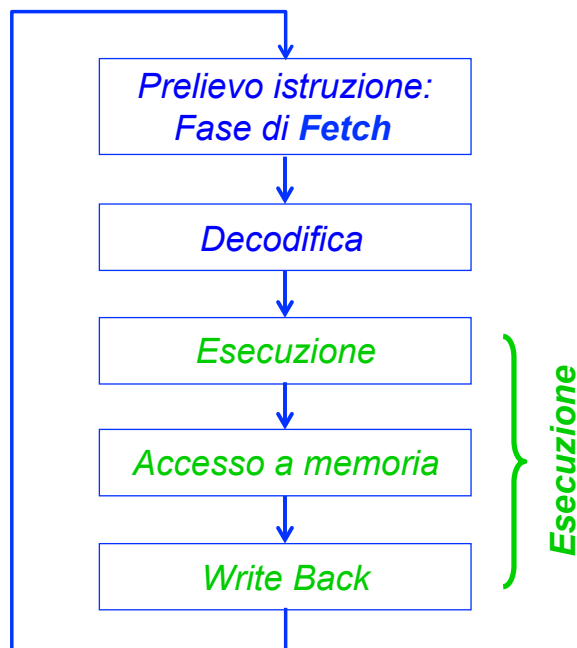 Prelievo istruzione:
Fase di Fetch
Decodifica
Esecuzione
Accesso a memoria
Write Back
Esecuzione